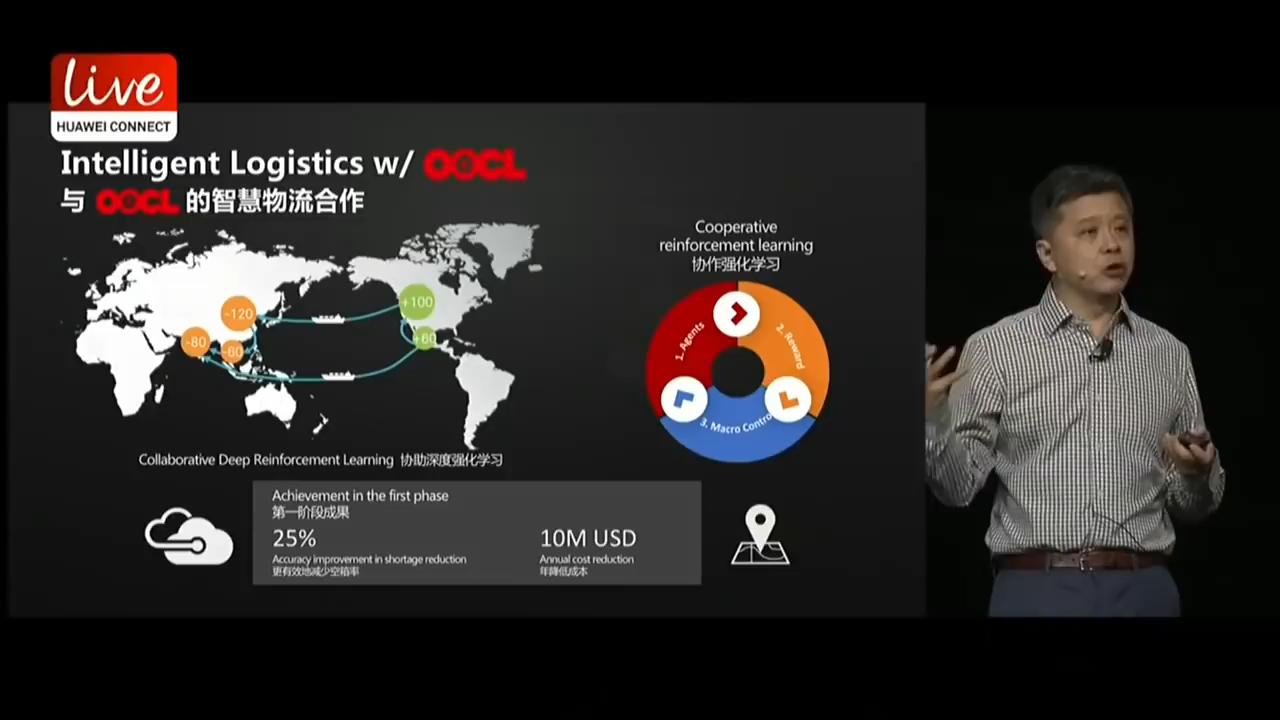 Live
HUAWEI CONNECT
Intelligent Logistics w/ OOCL
与 OOCL 的智慧物流合作
-120
-80
-60
+100
+60
Collaborative Deep Reinforcement Learning 协助深度强化学习
Cooperative
reinforcement learning
协作强化学习
1. Agents
2. Reward
3. Macro Contro
Achievement in the first phase
第一阶段成果
25%
Accuracy improvement in shortage reduction
更有效地减少空箱率
10M USD
Annual cost reduction
年降低成本